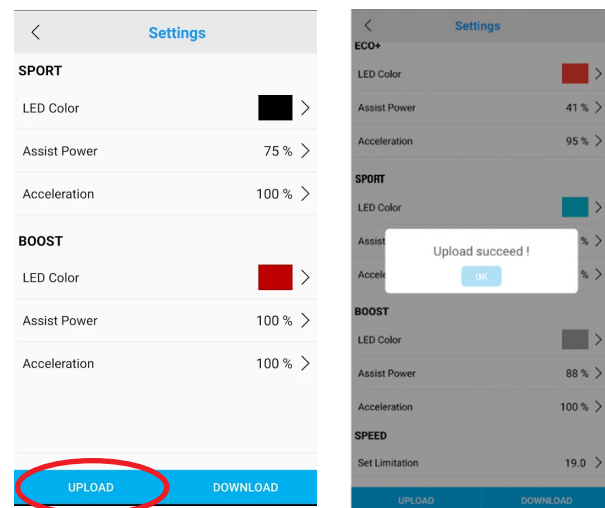 Settings
SPORT
LED Color
Assist Power 75 %
Acceleration 100 %
BOOST
LED Color
Assist Power 100 %
Acceleration 100 %
UPLOAD DOWNLOAD
Settings
ECO+
LED Color
Assist Power 41 %
Acceleration 95 %
SPORT
LED Color
Assist %
Upload succeed !
Accele %
OK
BOOST
LED Color
Assist Power 88 %
Acceleration 100 %
SPEED
Set Limitation 19.0
UPLOAD DOWNLOAD